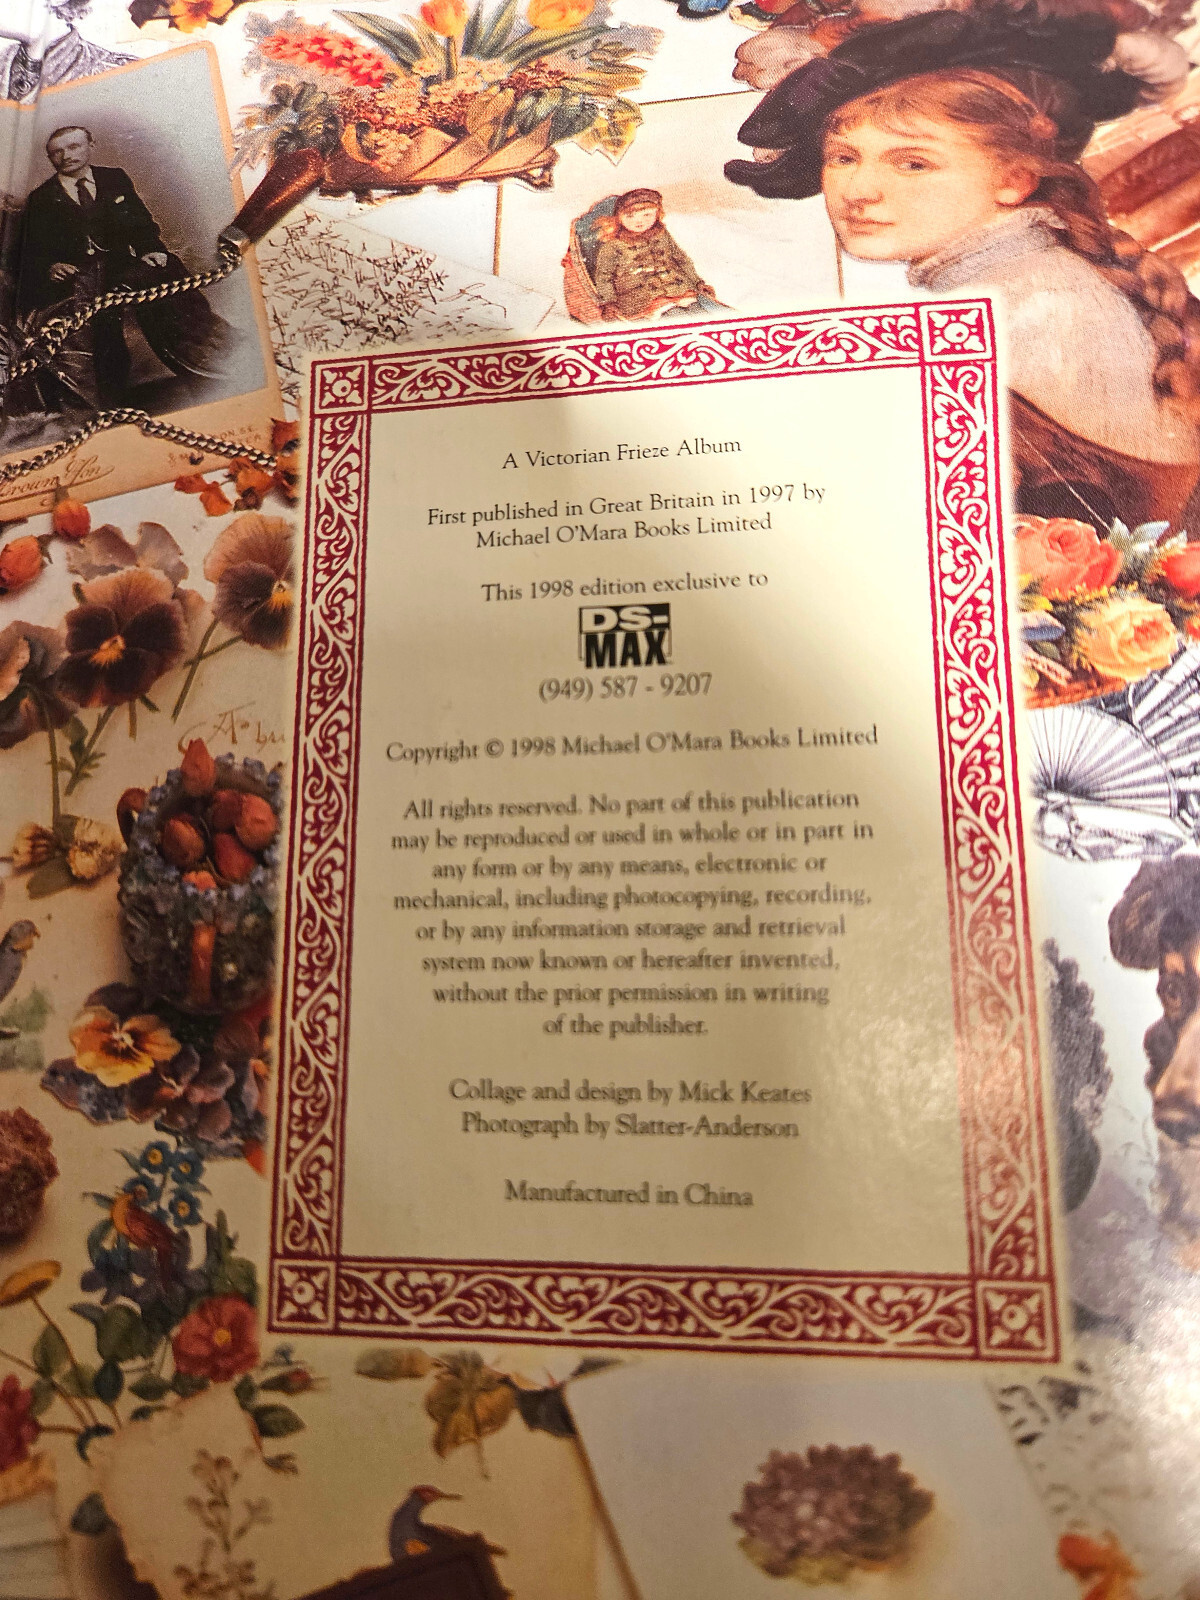 A Victorian Frieze Album
First published in Great Britain in 1997 by
Michael O'Mara Books Limited
This 1998 edition exclusive to
DS-
MAX
(949) 587 - 9207
Copyright © 1998 Michael O'Mara Books Limited
All rights reserved. No part of this publication
may be reproduced or used in whole or in part in
any form or by any means, electronic or
mechanical, including photocopying, recording,
or by any information storage and retrieval
system now known or hereafter invented,
without the prior permission in writing
of the publisher.
Collage and design by Mick Keates
Photograph by Slatter-Anderson
Manufactured in China